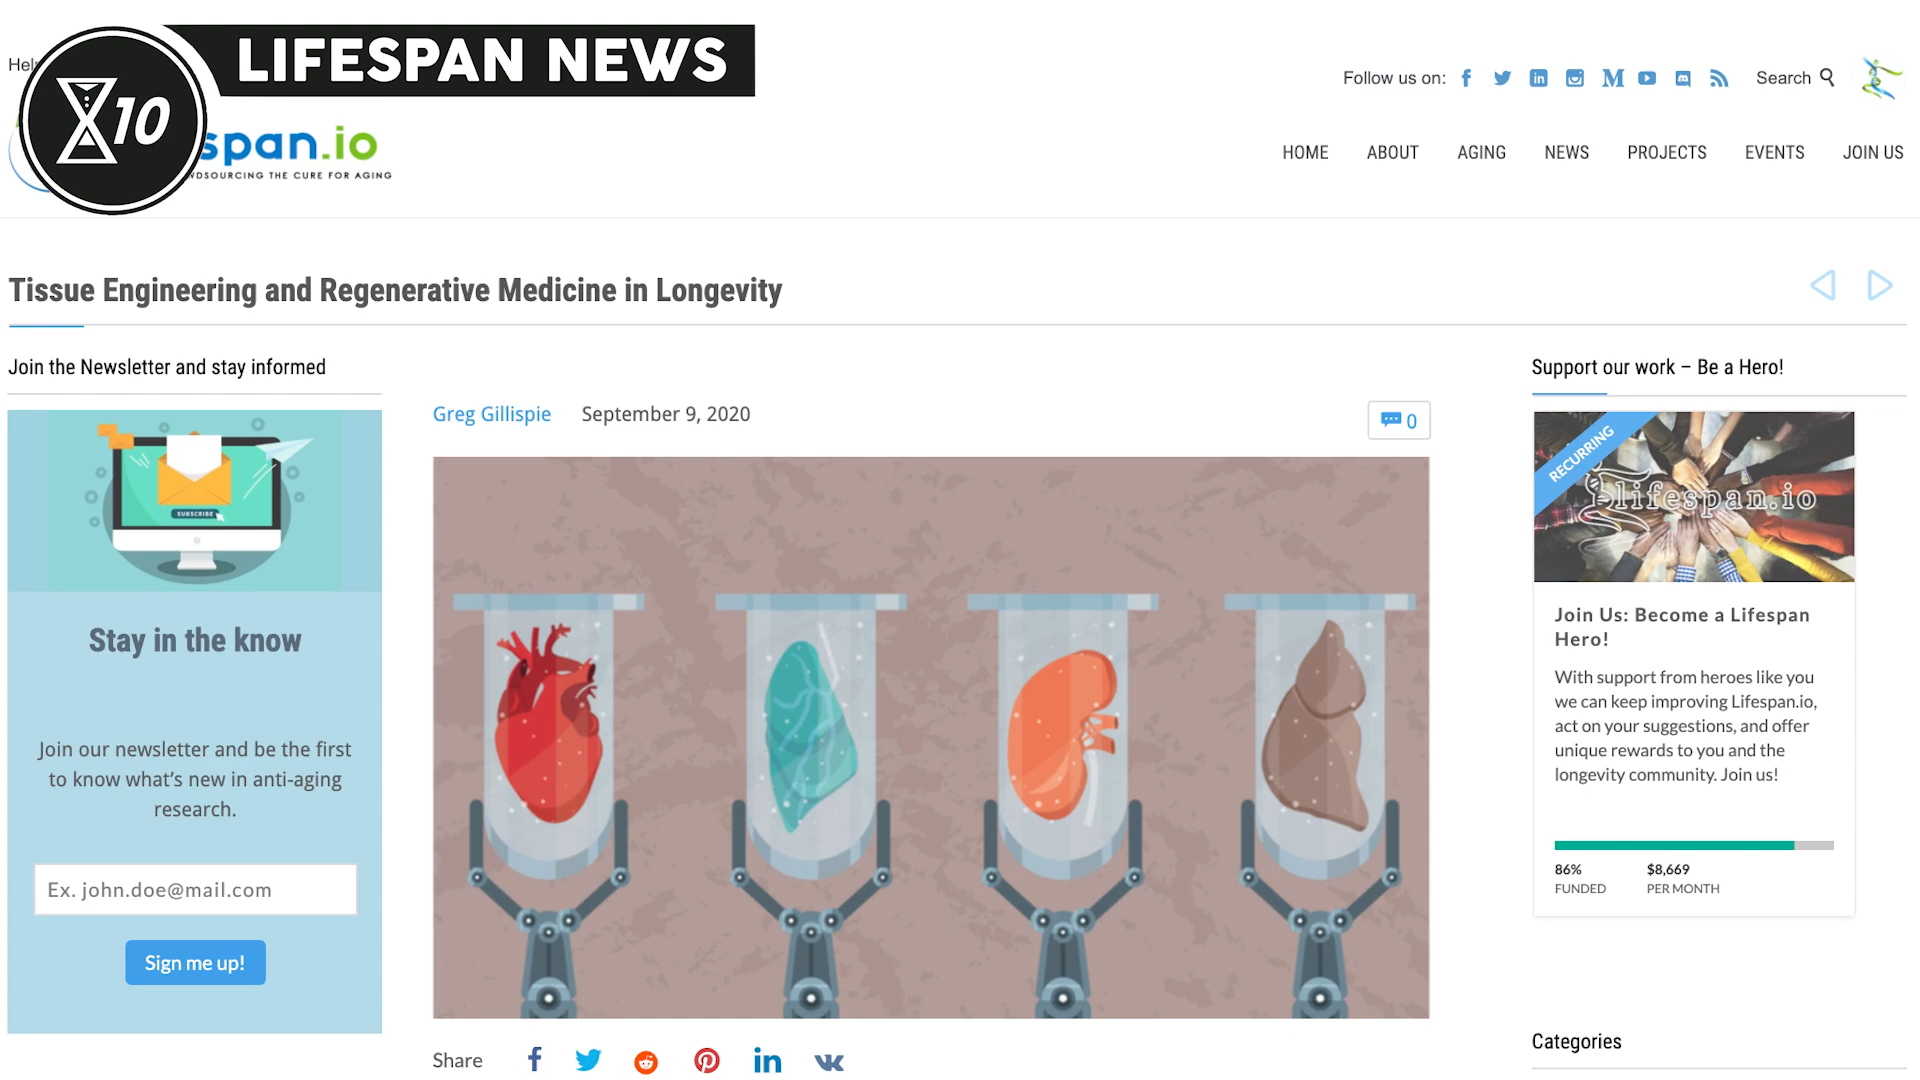 LIFESPAN NEWS
X10
Follow us on:
Search
span.io
DSOURCING THE CURE FOR AGING
HOME
ABOUT
AGING
NEWS
PROJECTS
EVENTS
JOIN US
Tissue Engineering and Regenerative Medicine in Longevity
Join the Newsletter and stay informed
SUBSCRIBE
Stay in the know
Join our newsletter and be the first
to know what's new in anti-aging
research.
Ex. john.doe@mail.com
Sign me up!
Greg Gillispie
September 9, 2020
0
Share
Support our work – Be a Hero!
RECURRING
lifespan.io
Join Us: Become a Lifespan
Hero!
With support from heroes like you
we can keep improving Lifespan.io,
act on your suggestions, and offer
unique rewards to you and the
longevity community. Join us!
86%
FUNDED
$8,669
PER MONTH
Categories